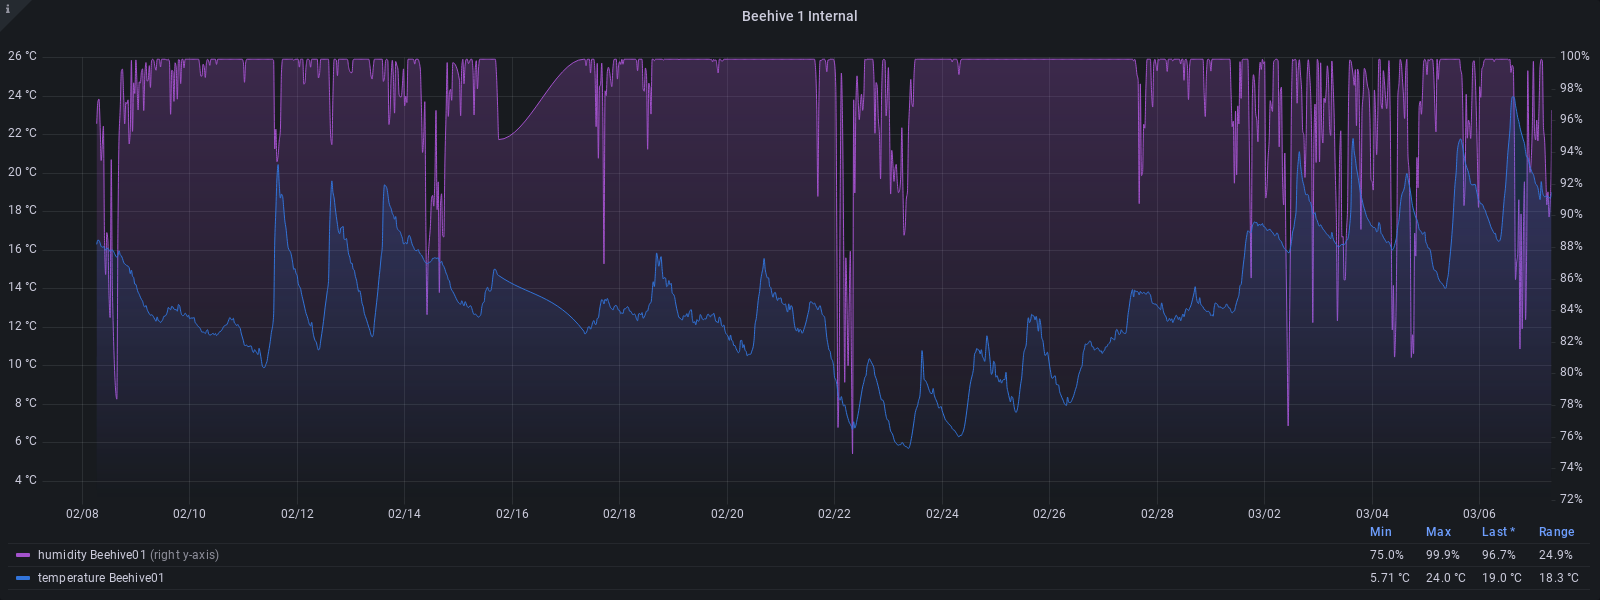 i
Beehive 1 Internal
26 °C 100%
24 °C 98%
22 °C 96%
20 °C 94%
18 °C 92%
16 °C 90%
14 °C 88%
12 °C 86%
10 °C 84%
8 °C 82%
6 °C 80%
4 °C 78%
76%
74%
72%
02/08 02/10 02/12 02/14 02/16 02/18 02/20 02/22 02/24 02/26 02/28 03/02 03/04 03/06
Min Max Last * Range
humidity Beehive01 (right y-axis) 75.0% 99.9% 96.7% 24.9%
temperature Beehive01 5.71 °C 24.0 °C 19.0 °C 18.3 °C